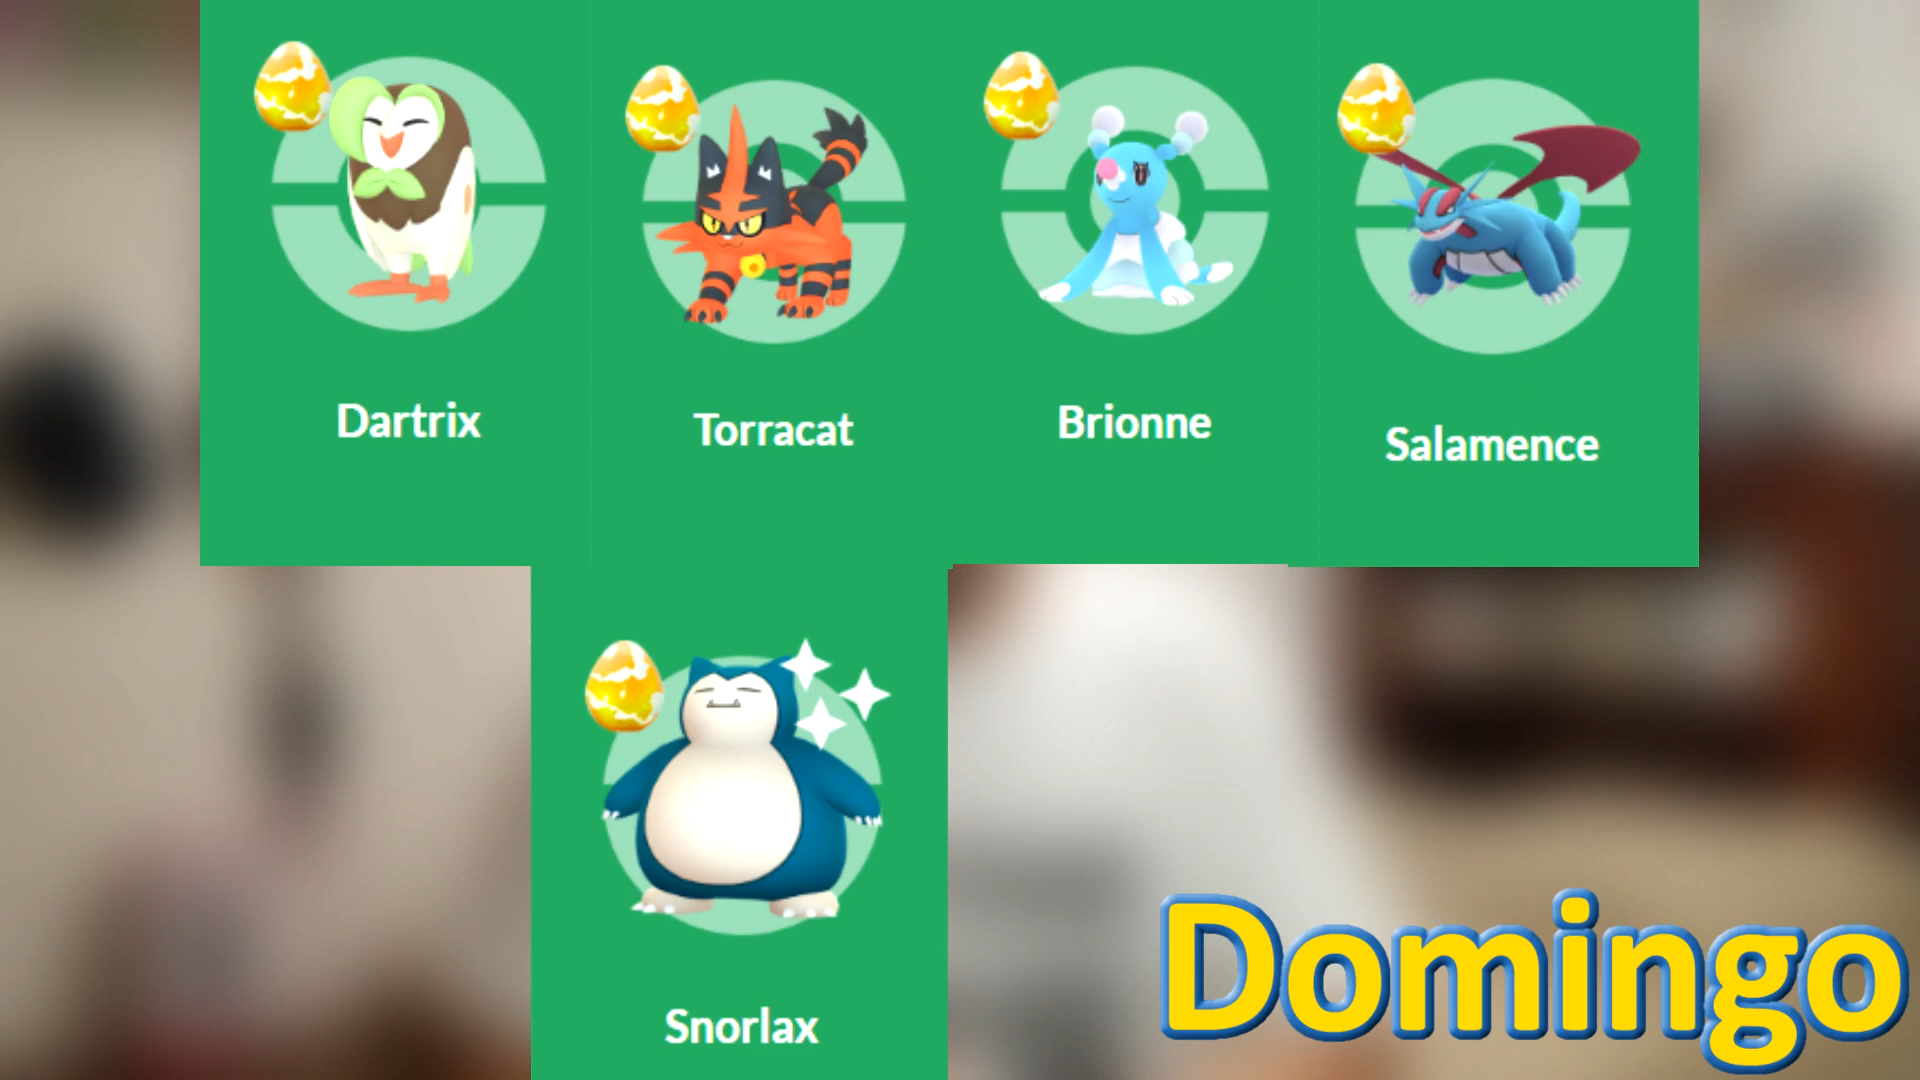 Dartrix
Torracat
Brionne
Salamence
Snorlax
Domingo